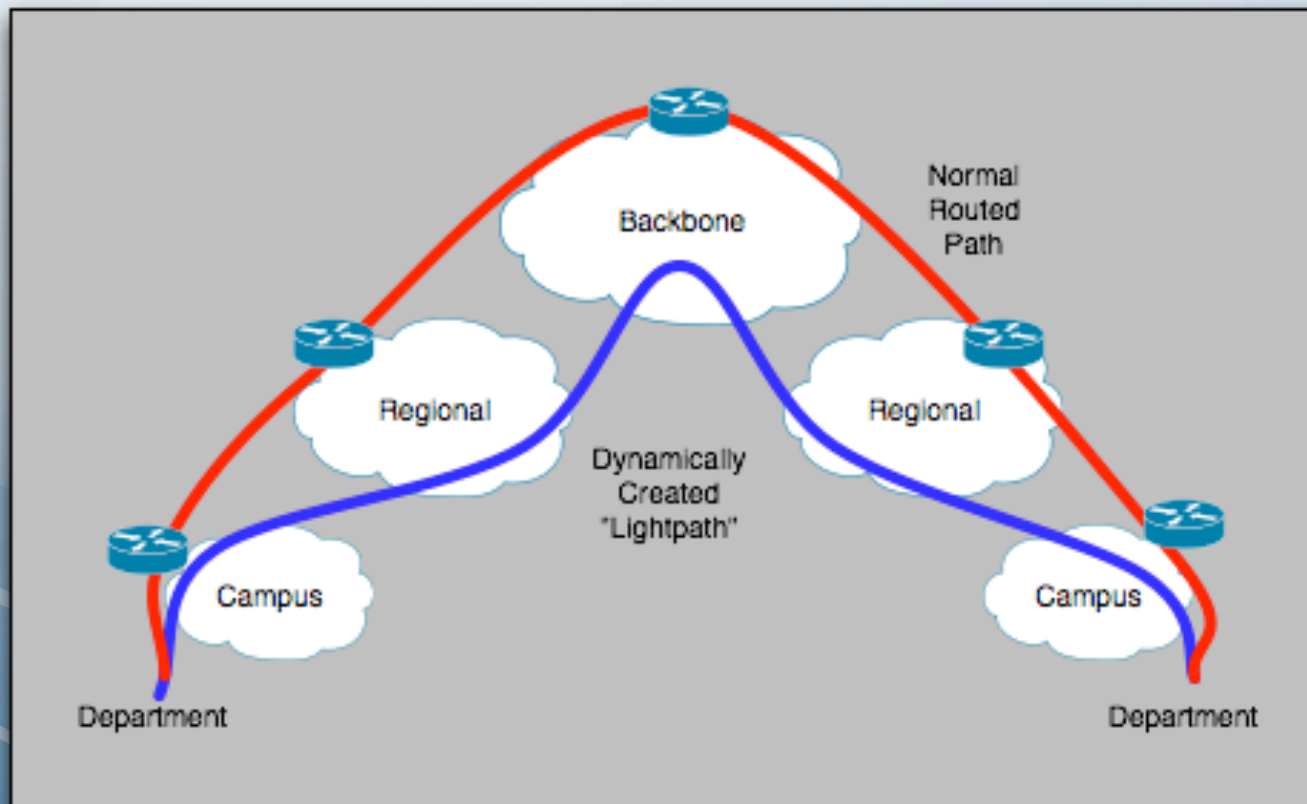 Backbone
Normal
Routed
Path
Regional
Regional
Dynamically
Created
"Lightpath"
Campus
Campus
Department
Department